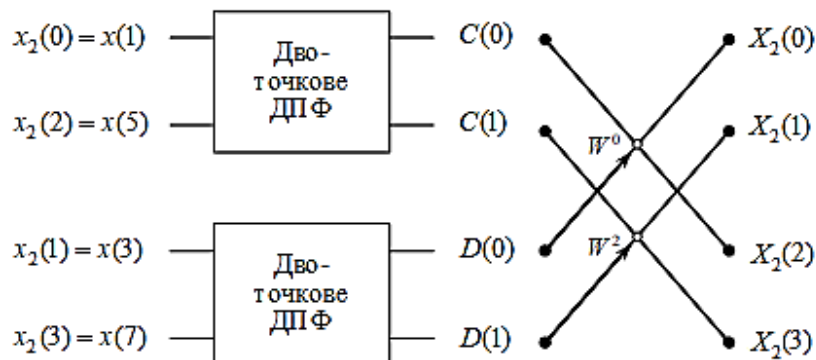 x₂(0) = x(1)
Дво-
точкове
ДПФ
C(0)
X₂(0)
x₂(2) = x(5)
C(1)
W⁰
X₂(1)
x₂(1) = x(3)
Дво-
точкове
ДПФ
D(0)
W²
X₂(2)
x₂(3) = x(7)
D(1)
X₂(3)